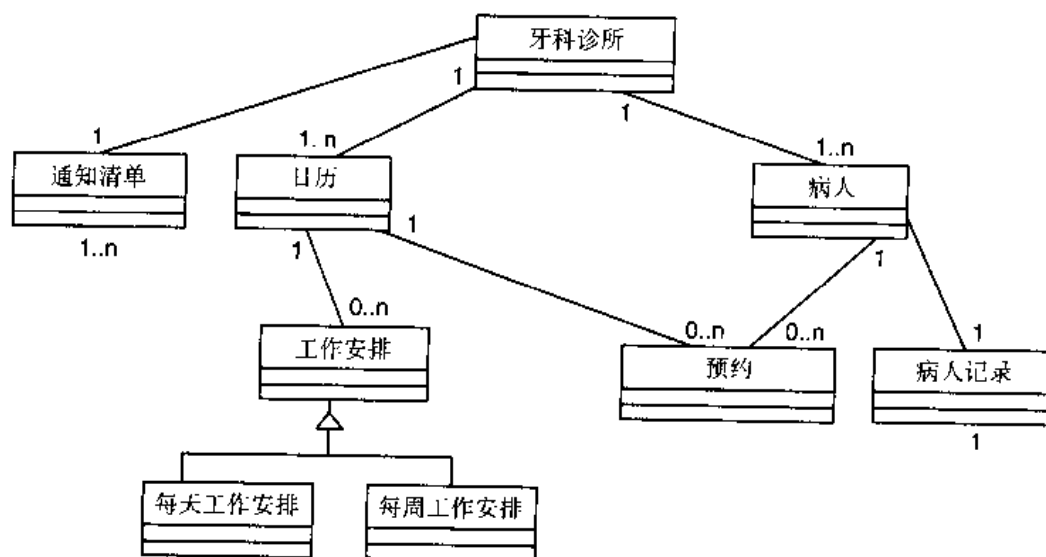 牙科诊所
1
1
1
1..n
1..n
通知清单
日历
病人
1..n
1
1
1
0..n
0..n
0..n
1
工作安排
预约
病人记录
1
每天工作安排
每周工作安排